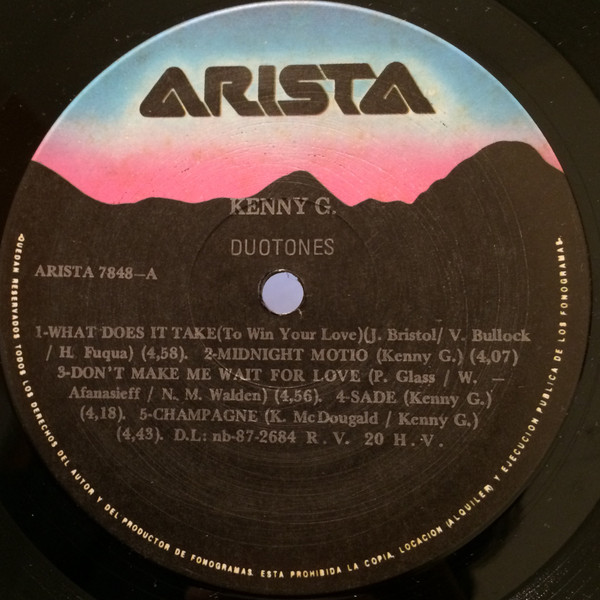 ARISTA
KENNY G.
DUOTONES
ARISTA 7848-A
1-WHAT DOES IT TAKE(To Win Your Love)(J. Bristol/ V. Bullock
/ H. Fuqua) (4,58). 2-MIDNIGHT MOTIO (Kenny G.) (4,07)
3-DON'T MAKE ME WAIT FOR LOVE (P. Glass / W. —
Afanasieff / N. M. Walden) (4,56). 4-SADE (Kenny G.)
(4,18). 5-CHAMPAGNE (K. McDougald / Kenny G.)
(4,43). D.L: nb-87-2684 R. V. 20 H.V.
QUEDAN RESERVADOS TODOS LOS DERECHOS DEL AUTOR Y DEL PRODUCTOR DE FONOGRAMAS. ESTA PROHIBIDA LA COPIA, LOCACION (ALQUILER) Y EJECUCION PUBLICA DE LOS FONOGRAMAS.